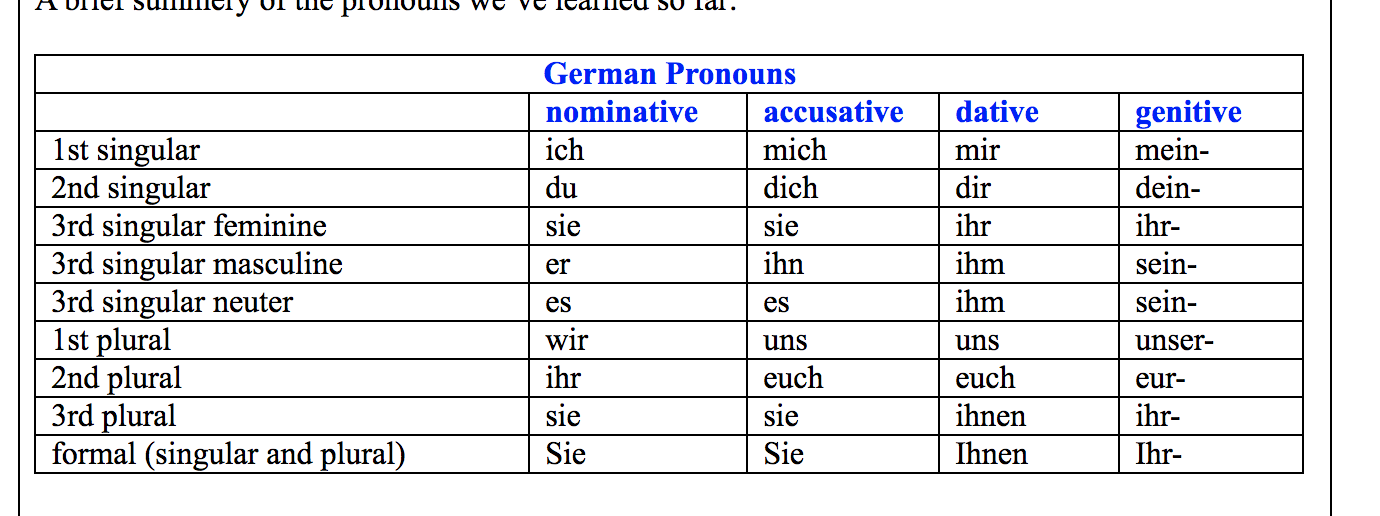 A brief summery of the pronouns we've learned so far:
German Pronouns
nominative accusative dative genitive
1st singular ich mich mir mein-
2nd singular du dich dir dein-
3rd singular feminine sie sie ihr ihr-
3rd singular masculine er ihn ihm sein-
3rd singular neuter es es ihm sein-
1st plural wir uns uns unser-
2nd plural ihr euch euch eur-
3rd plural sie sie ihnen ihr-
formal (singular and plural) Sie Sie Ihnen Ihr-